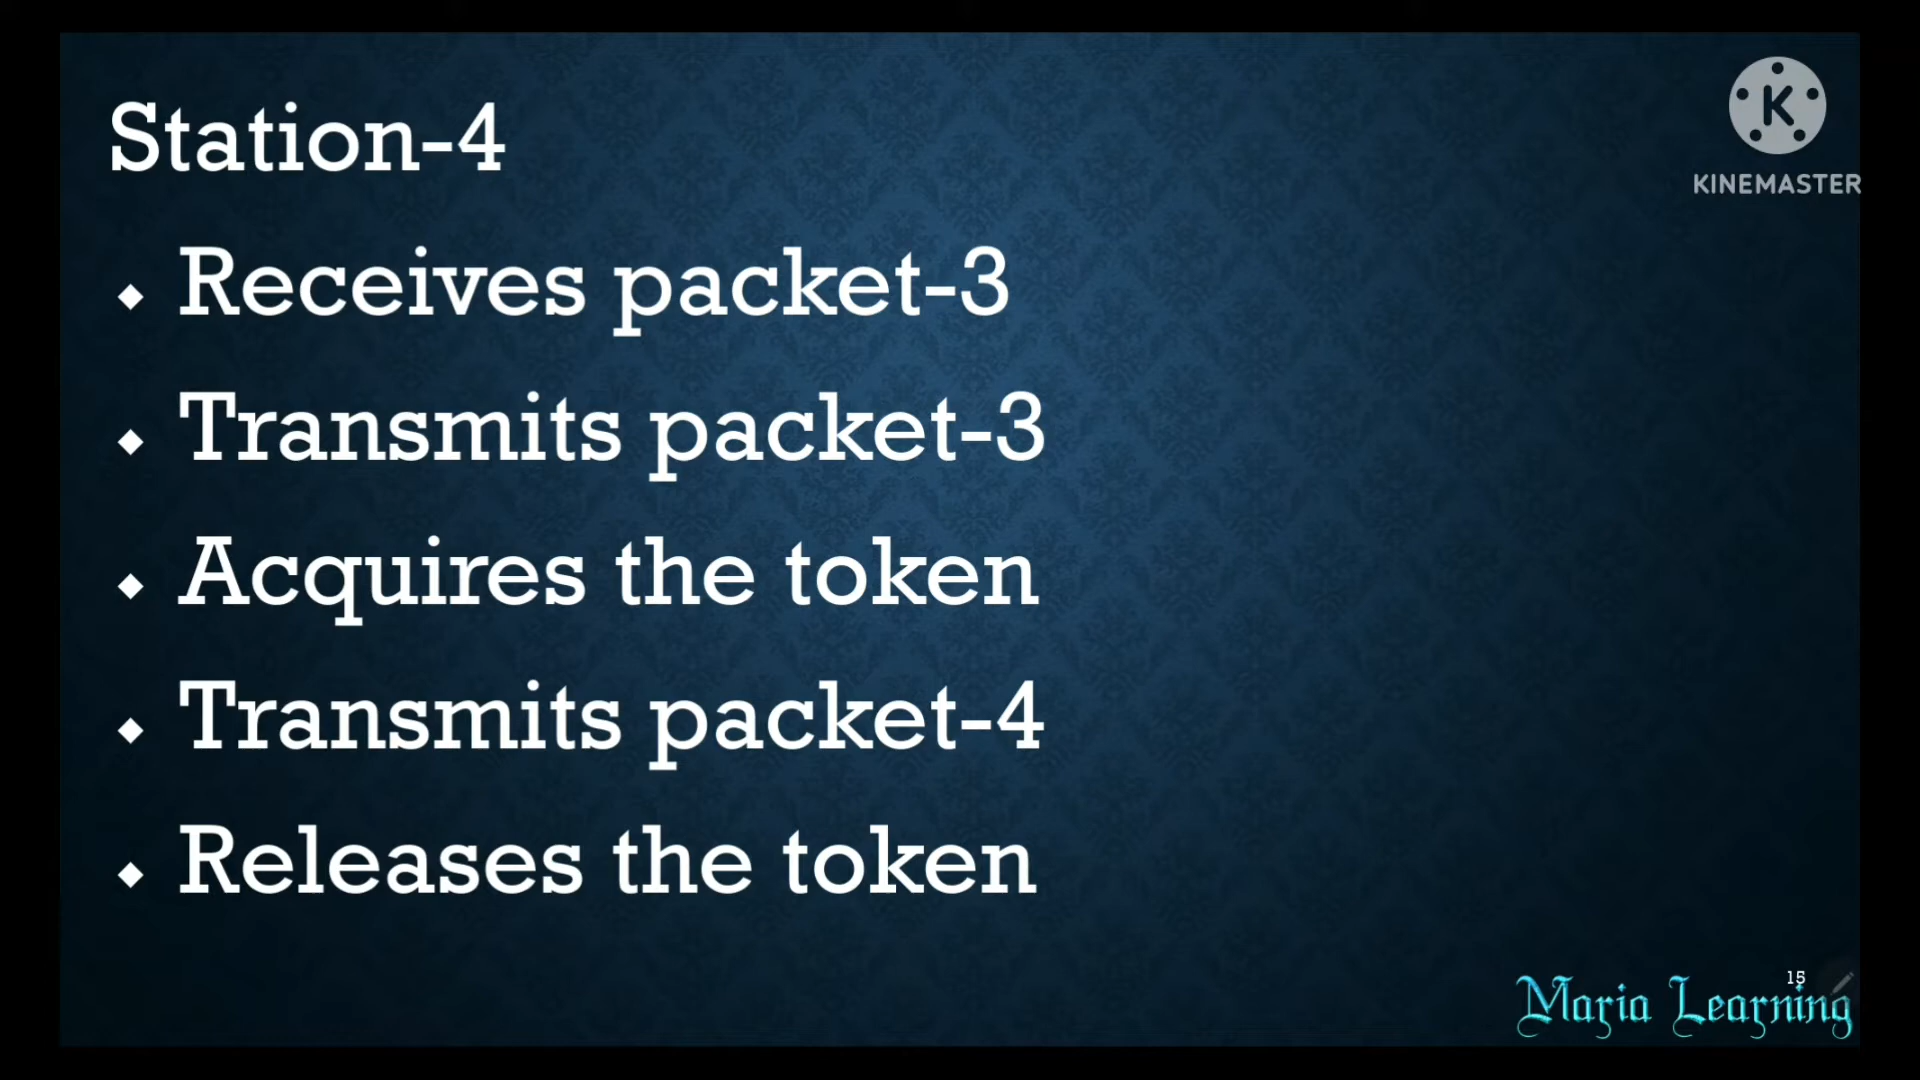 Station-4
Receives packet-3
Transmits packet-3
Acquires the token
Transmits packet-4
Releases the token
K
KINEMASTER
15
Maria Learning